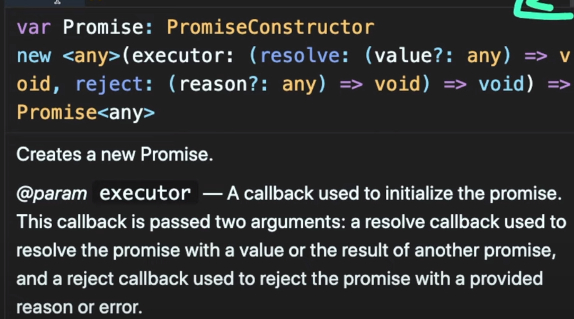 var Promise: PromiseConstructor
new <any>(executor: (resolve: (value?: any) => v
oid, reject: (reason?: any) => void) => void) =>
Promise<any>
Creates a new Promise.
@param executor — A callback used to initialize the promise.
This callback is passed two arguments: a resolve callback used to
resolve the promise with a value or the result of another promise,
and a reject callback used to reject the promise with a provided
reason or error.